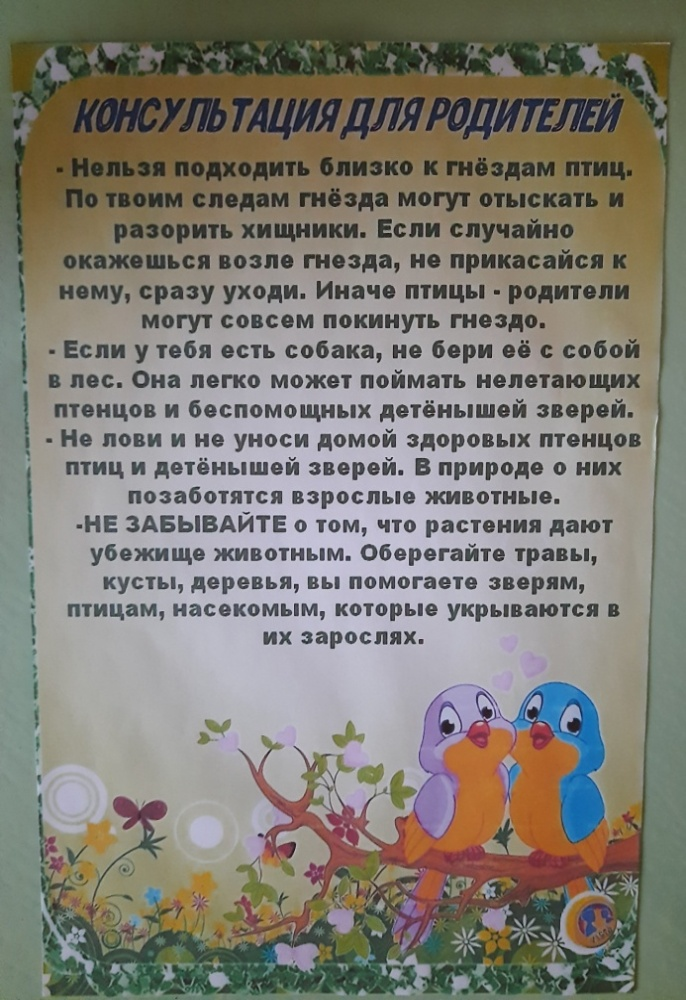 КОНСУЛЬТАЦИЯ ДЛЯ РОДИТЕЛЕЙ
- Нельзя подходить близко к гнёздам птиц.
По твоим следам гнёзда могут отыскать и
разорить хищники. Если случайно
окажешься возле гнезда, не прикасайся к
нему, сразу уходи. Иначе птицы - родители
могут совсем покинуть гнездо.
- Если у тебя есть собака, не бери её с собой
в лес. Она легко может поймать нелетающих
птенцов и беспомощных детёнышей зверей.
- Не лови и не уноси домой здоровых птенцов
птиц и детёнышей зверей. В природе о них
позаботятся взрослые животные.
-НЕ ЗАБЫВАЙТЕ о том, что растения дают
убежище животным. Оберегайте травы,
кусты, деревья, вы помогаете зверям,
птицам, насекомым, которые укрываются в
их зарослях.